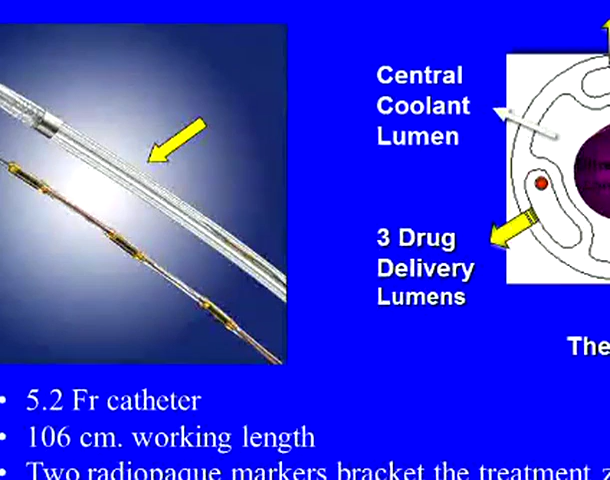 Central
Coolant
Lumen
3 Drug
Delivery
Lumens
The
• 5.2 Fr catheter
• 106 cm. working length
• Two radiopaque markers bracket the treatment z